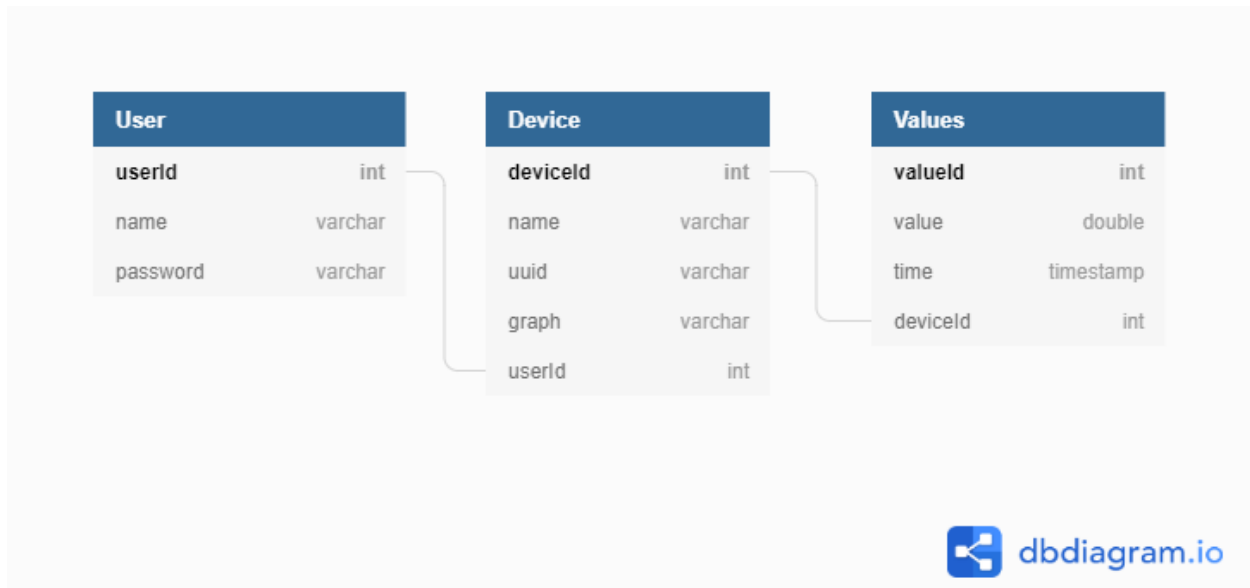 User
userId int
name varchar
password varchar
Device
deviceId int
name varchar
uuid varchar
graph varchar
userId int
Values
valueId int
value double
time timestamp
deviceId int
dbdiagram.io